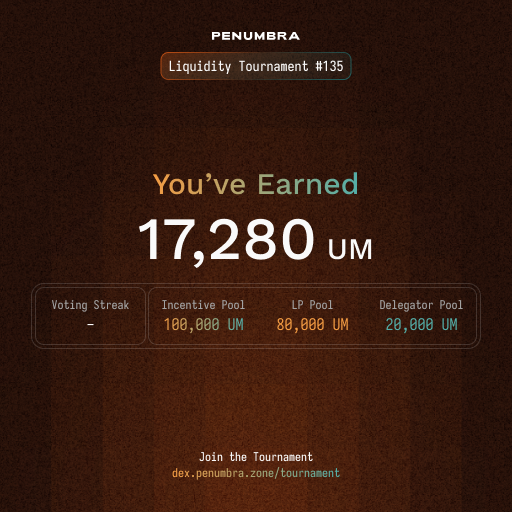 PENUMBRA
Liquidity Tournament #135
You’ve Earned
17,280 UM
Voting Streak
–
Incentive Pool
100,000 UM
LP Pool
80,000 UM
Delegator Pool
20,000 UM
Join the Tournament
dex.penumbra.zone/tournament